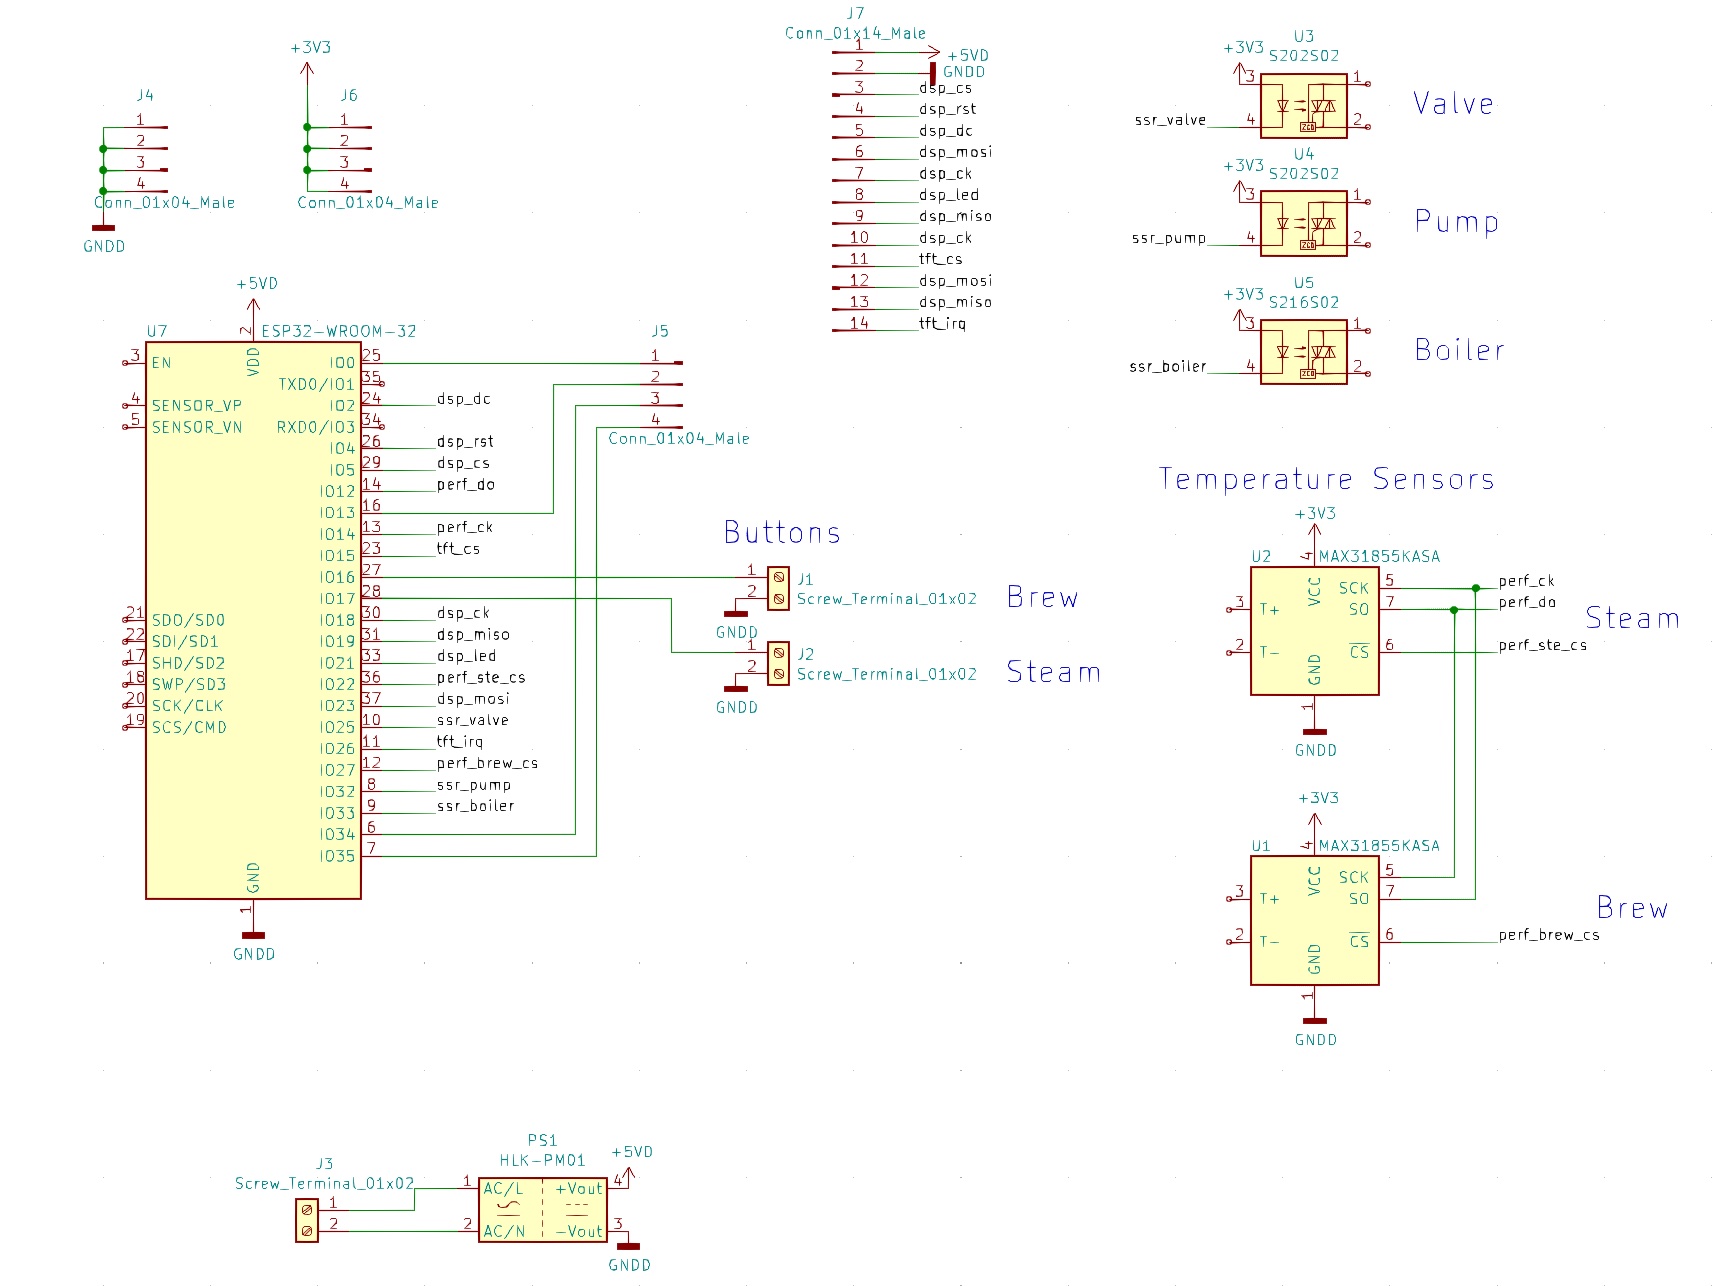 +3V3
J4
1
2
3
4
Conn_01x04_Male
GNDD
J6
1
2
3
4
Conn_01x04_Male
J7
Conn_01x14_Male
1
+5VD
2
GNDD
3 dsp_cs
4 dsp_rst
5 dsp_dc
6 dsp_mosi
7 dsp_ck
8 dsp_led
9 dsp_miso
10 dsp_ck
11 tft_cs
12 dsp_mosi
13 dsp_miso
14 tft_irq
U3
+3V3 S202S02
3 1
ssr_valve 4 2
ZCD
Valve
U4
+3V3 S202S02
3 1
ssr_pump 4 2
ZCD
Pump
U5
+3V3 S216S02
3 1
ssr_boiler 4 2
ZCD
Boiler
+5VD
U7 2 ESP32-WROOM-32
VDD
3 EN
4 SENSOR_VP
5 SENSOR_VN
21 SDO/SD0
22 SDI/SD1
17 SHD/SD2
18 SWP/SD3
20 SCK/CLK
19 SCS/CMD
IO0 25
TXD0/IO1 35
IO2 24 dsp_dc
RXD0/IO3 34
IO4 26 dsp_rst
IO5 29 dsp_cs
IO12 14 perf_do
IO13 16
IO14 13 perf_ck
IO15 23 tft_cs
IO16 27
IO17 28
IO18 30 dsp_ck
IO19 31 dsp_miso
IO21 33 dsp_led
IO22 36 perf_ste_cs
IO23 37 dsp_mosi
IO25 10 ssr_valve
IO26 11 tft_irq
IO27 12 perf_brew_cs
IO32 8 ssr_pump
IO33 9 ssr_boiler
IO34 6
IO35 7
GND
1
GNDD
J5
1
2
3
4
Conn_01x04_Male
Buttons
1 J1
2 Screw_Terminal_01x02
GNDD
Brew
1 J2
2 Screw_Terminal_01x02
GNDD
Steam
Temperature Sensors
+3V3
U2 4 MAX31855KASA
VCC
SCK 5 perf_ck
3 T+ SO 7 perf_do
2 T- CS 6 perf_ste_cs
GND
1
GNDD
Steam
+3V3
U1 4 MAX31855KASA
VCC
SCK 5
3 T+ SO 7
2 T- CS 6 perf_brew_cs
GND
1
GNDD
Brew
J3
Screw_Terminal_01x02
1
2
PS1
HLK-PM01
+5VD
1 AC/L +Vout 4
2 AC/N -Vout 3
GNDD